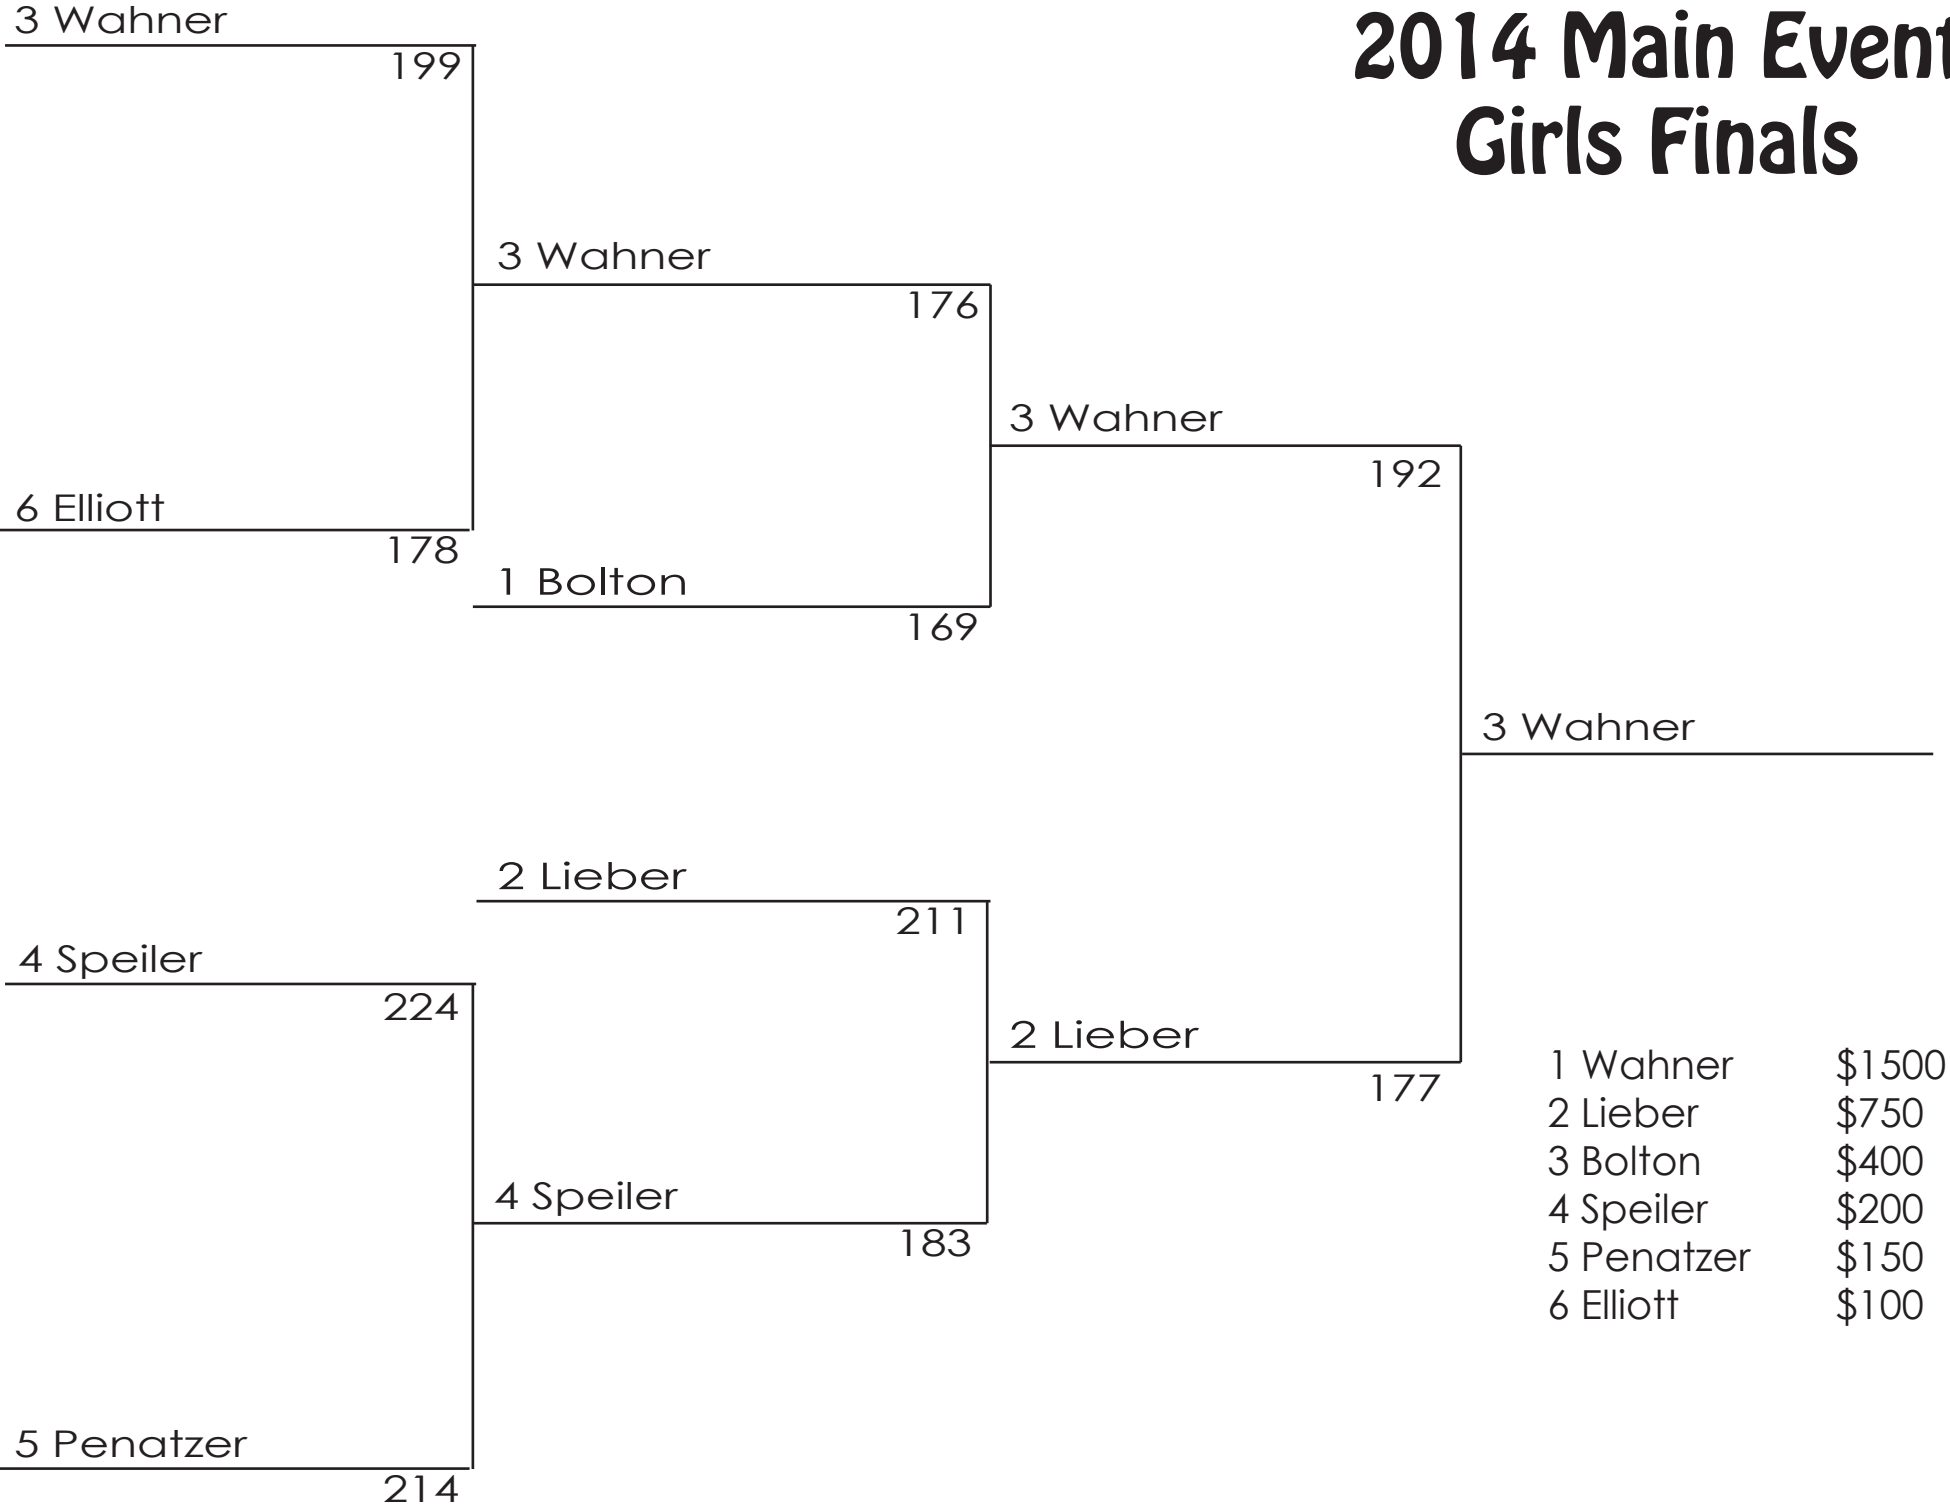 3 Wahner
199
2014 Main Event
Girls Finals
3 Wahner
176
3 Wahner
192
6 Elliott
178
1 Bolton
169
3 Wahner
2 Lieber
211
4 Speiler
224
2 Lieber
177
4 Speiler
183
1 Wahner $1500
2 Lieber $750
3 Bolton $400
4 Speiler $200
5 Penatzer $150
6 Elliott $100
5 Penatzer
214